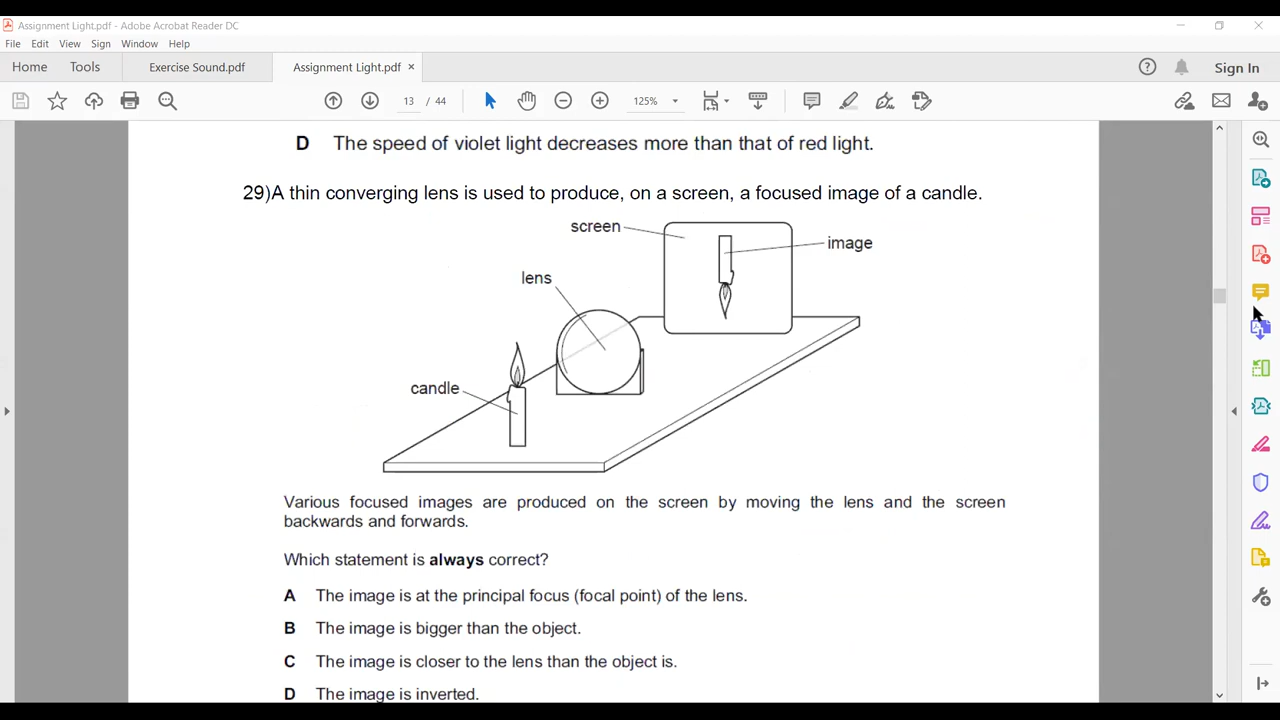 Assignment Light.pdf - Adobe Acrobat Reader DC
File Edit View Sign Window Help
Home Tools Exercise Sound.pdf Assignment Light.pdf × Sign In
13 / 44 125%
D The speed of violet light decreases more than that of red light.
29)A thin converging lens is used to produce, on a screen, a focused image of a candle.
screen
image
lens
candle
Various focused images are produced on the screen by moving the lens and the screen
backwards and forwards.
Which statement is always correct?
A The image is at the principal focus (focal point) of the lens.
B The image is bigger than the object.
C The image is closer to the lens than the object is.
D The image is inverted.